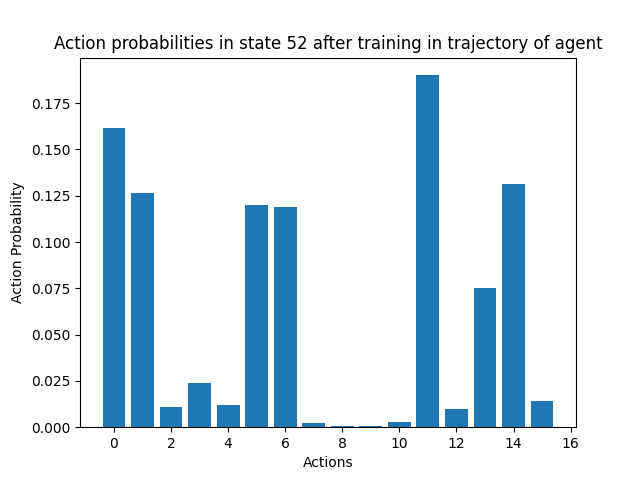 Action probabilities in state 52 after training in trajectory of agent
0.175
0.150
0.125
0.100
0.075
0.050
0.025
0.000
Action Probability
0 2 4 6 8 10 12 14 16
Actions